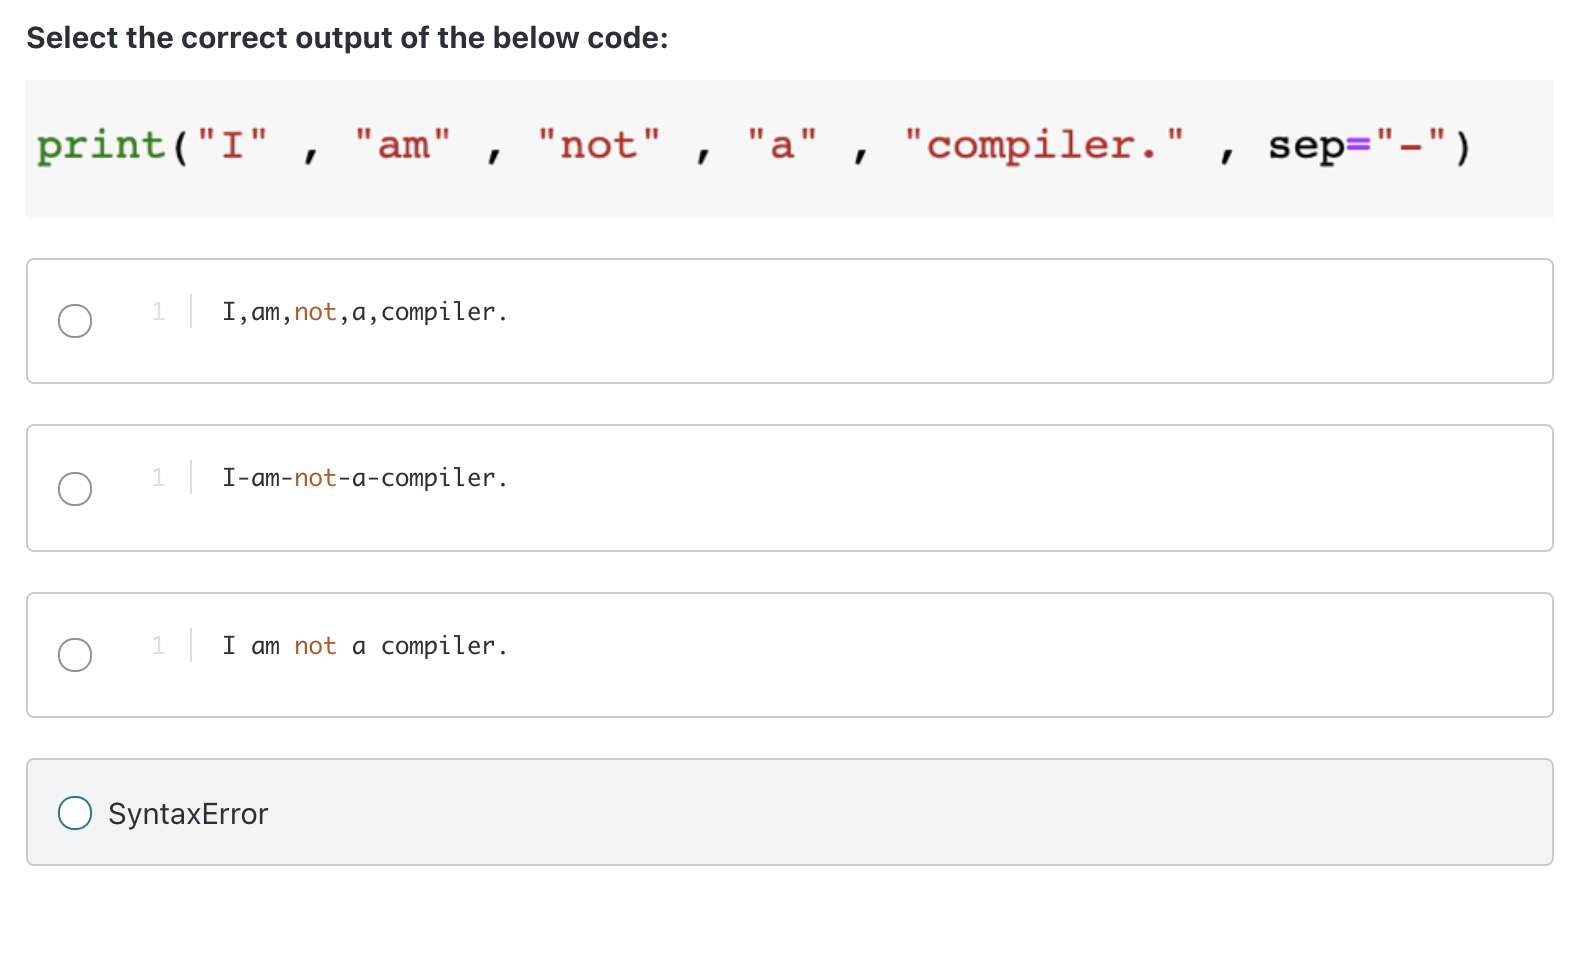 Select the correct output of the below code:
print("I" , "am" , "not" , "a" , "compiler." , sep="-")
1 I,am,not,a,compiler.
1 I-am-not-a-compiler.
1 I am not a compiler.
SyntaxError